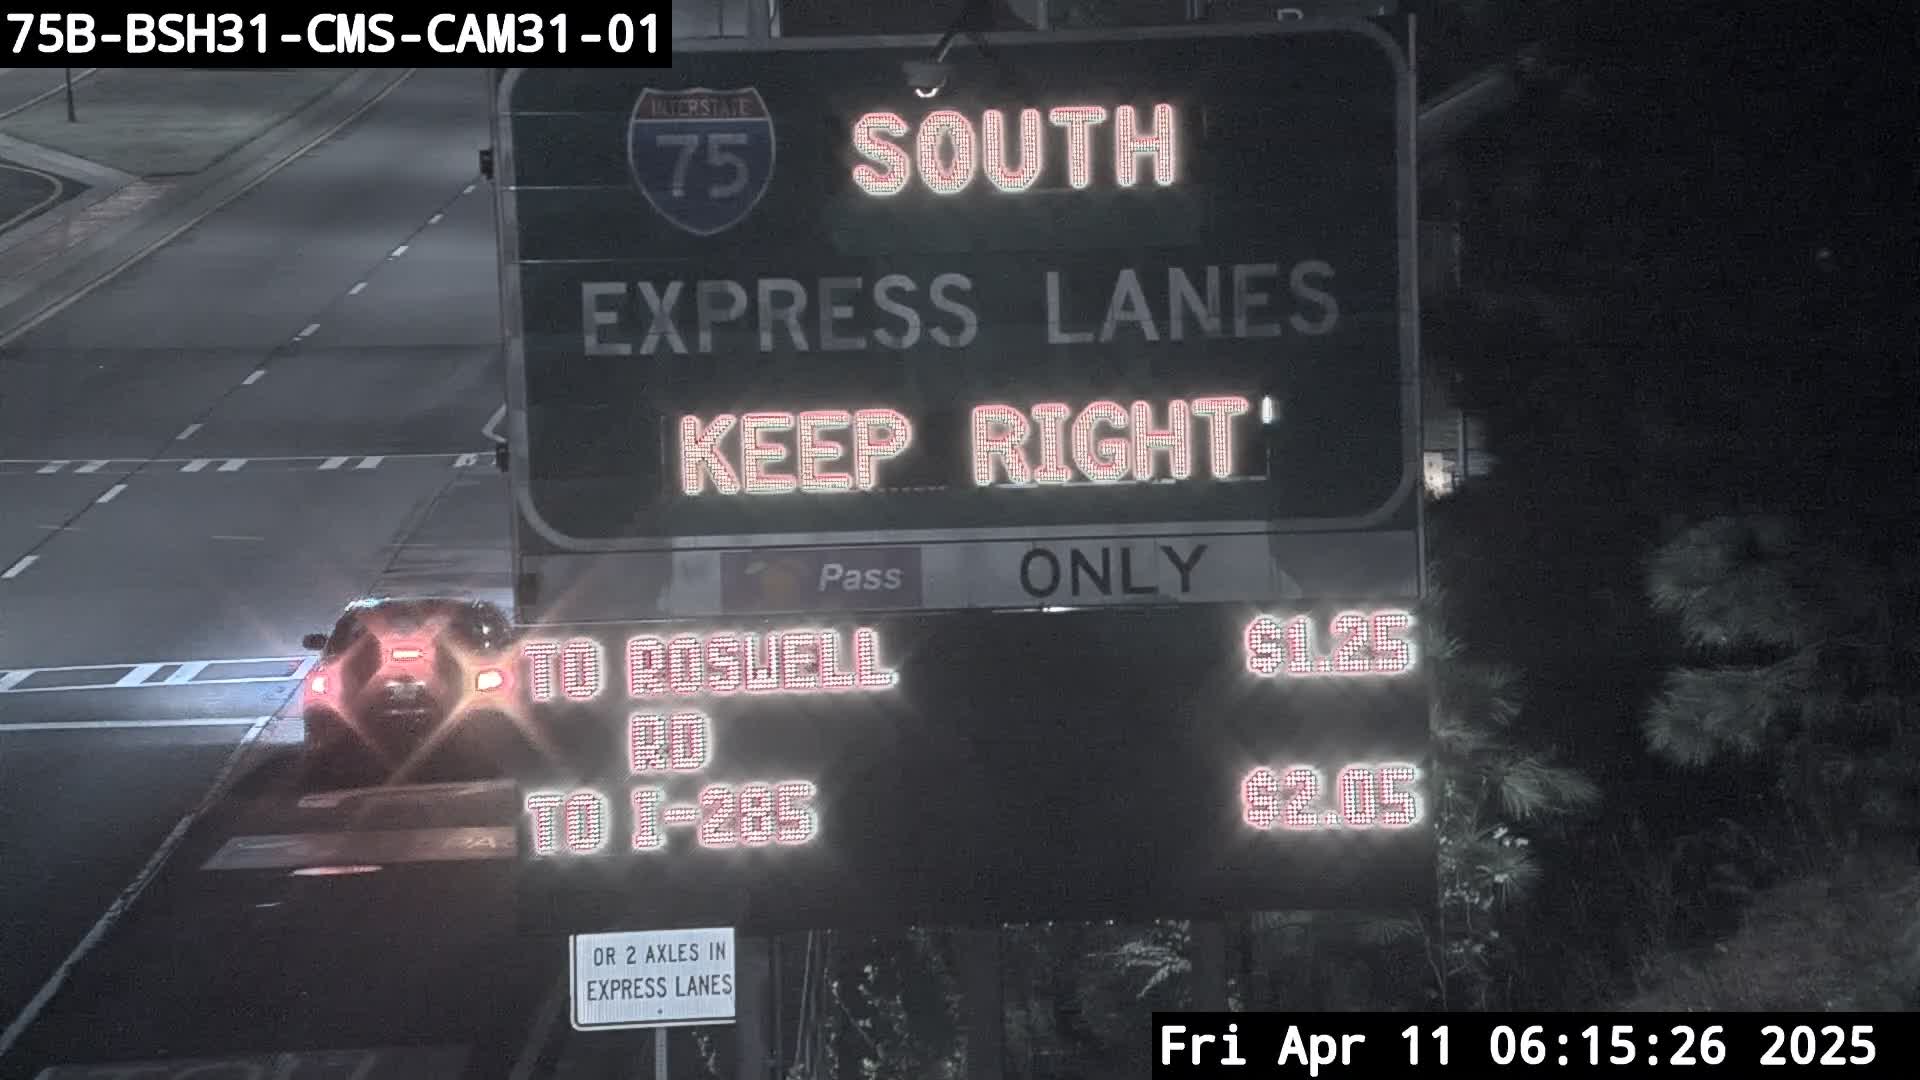 75B-BSH31-CMS-CAM31-01
INTERSTATE
75
SOUTH
EXPRESS LANES
KEEP RIGHT
Pass ONLY
TO ROSWELL $1.25
RD
TO I-285 $2.05
OR 2 AXLES IN
EXPRESS LANES
Fri Apr 11 06:15:26 2025